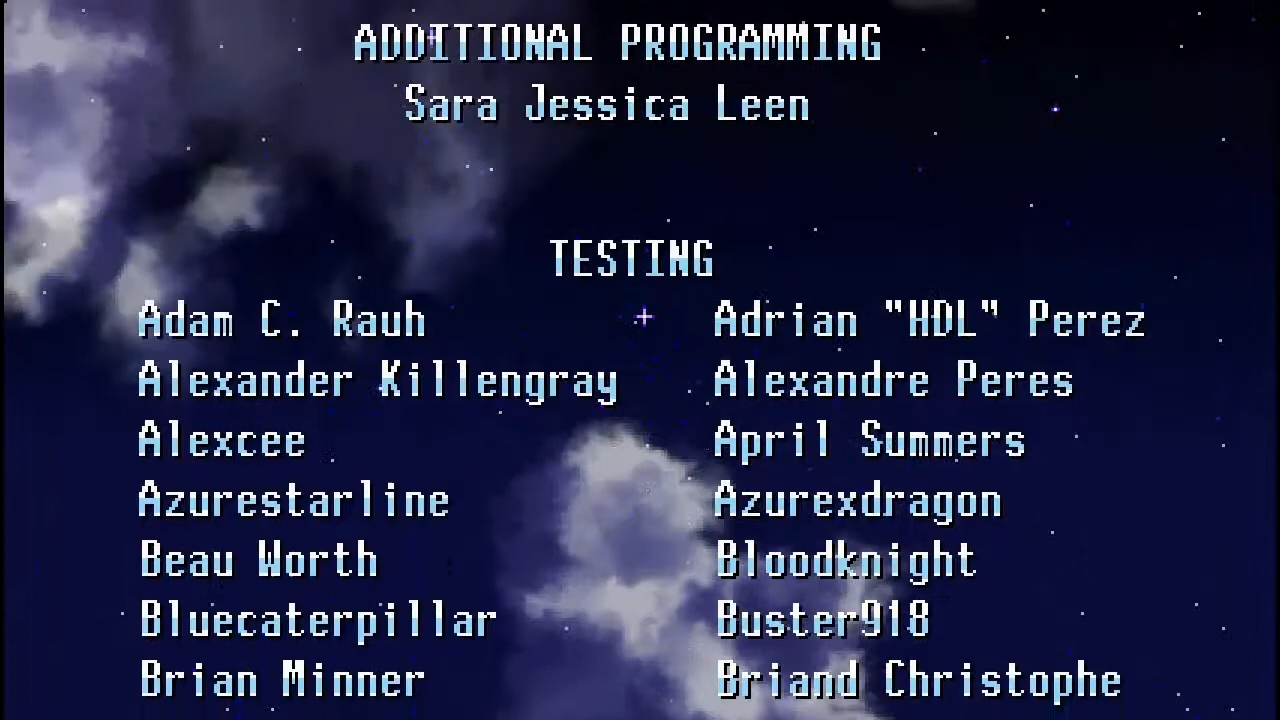 ADDITIONAL PROGRAMMING
Sara Jessica Leen
TESTING
Adam C. Rauh Adrian "HDL" Perez
Alexander Killengray Alexandre Peres
Alexcee April Summers
Azurestarline Azurexdragon
Beau Worth Bloodknight
Bluecaterpillar Buster918
Brian Minner Briand Christophe